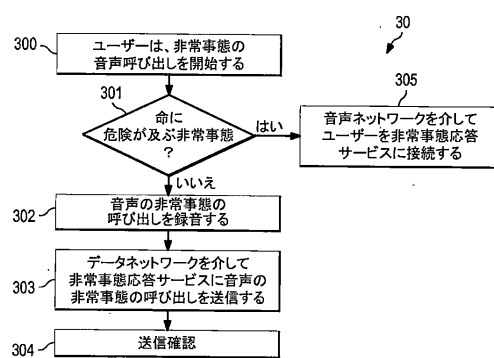 30
300
ユーザーは、非常事態の
音声呼び出しを開始する
301
命に
危険が及ぶ非常事態
?
はい
305
音声ネットワークを介して
ユーザーを非常事態応答
サービスに接続する
いいえ
302
音声の非常事態の
呼び出しを録音する
303
データネットワークを介して
非常事態応答サービスに音声の
非常事態の呼び出しを送信する
304
送信確認